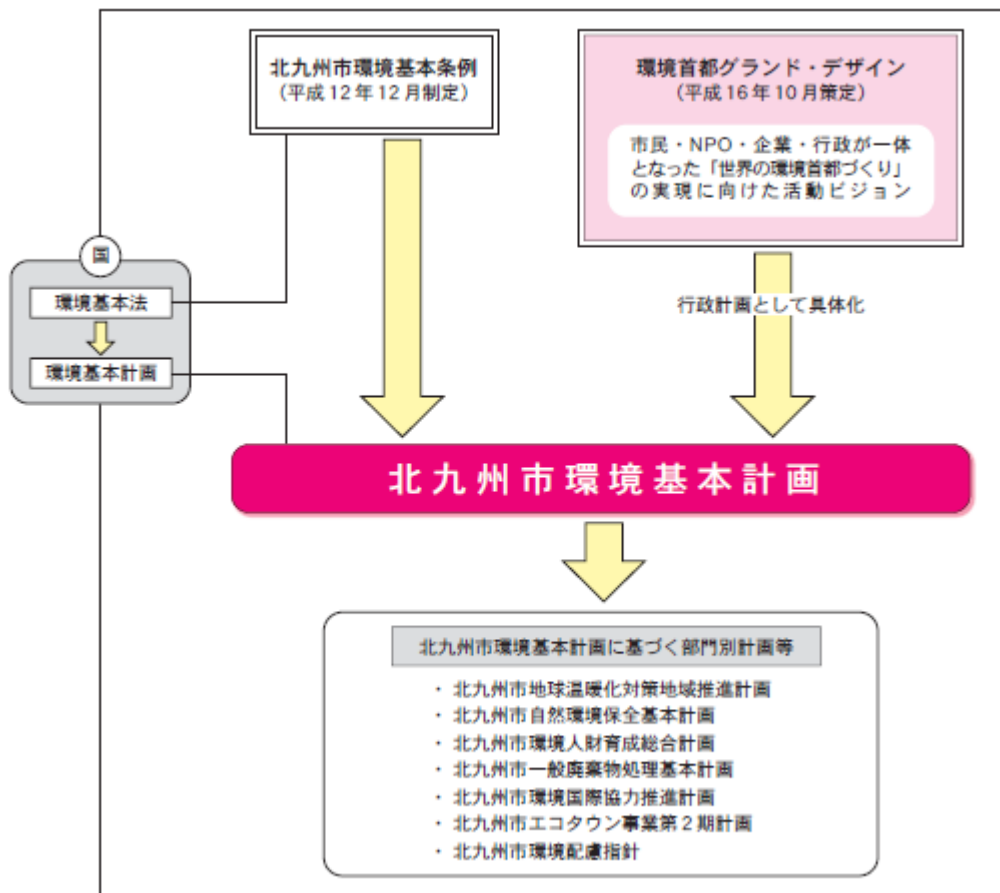 北九州市環境基本条例
（平成12年12月制定）
環境首都グランド・デザイン
（平成16年10月策定）
市民・NPO・企業・行政が一体
となった「世界の環境首都づくり」
の実現に向けた活動ビジョン
国
環境基本法
環境基本計画
行政計画として具体化
北九州市環境基本計画
北九州市環境基本計画に基づく部門別計画等
・ 北九州市地球温暖化対策地域推進計画
・ 北九州市自然環境保全基本計画
・ 北九州市環境人財育成総合計画
・ 北九州市一般廃棄物処理基本計画
・ 北九州市環境国際協力推進計画
・ 北九州市エコタウン事業第2期計画
・ 北九州市環境配慮指針